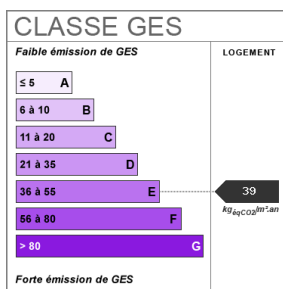 CLASSE GES
Faible émission de GES
LOGEMENT
≤ 5 A
6 à 10 B
11 à 20 C
21 à 35 D
36 à 55 E
39
kgéqCO2/m².an
56 à 80 F
> 80 G
Forte émission de GES